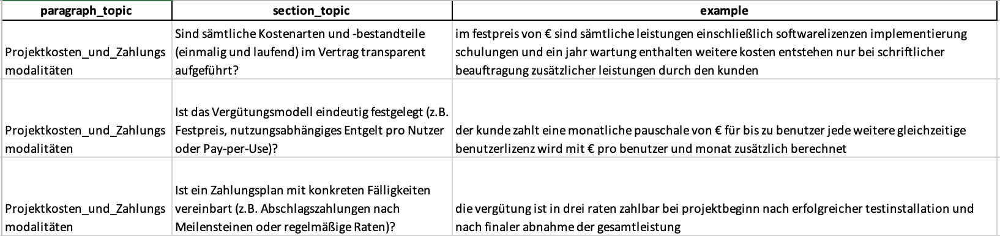 paragraph_topic section_topic example
Projektkosten_und_Zahlungs
modalitäten
Sind sämtliche Kostenarten und -bestandteile
(einmalig und laufend) im Vertrag transparent
aufgeführt?
im festpreis von € sind sämtliche leistungen einschließlich softwarelizenzen implementierung
schulungen und ein jahr wartung enthalten weitere kosten entstehen nur bei schriftlicher
beauftragung zusätzlicher leistungen durch den kunden
Projektkosten_und_Zahlungs
modalitäten
Ist das Vergütungsmodell eindeutig festgelegt (z.B.
Festpreis, nutzungsabhängiges Entgelt pro Nutzer
oder Pay-per-Use)?
der kunde zahlt eine monatliche pauschale von € für bis zu benutzer jede weitere gleichzeitige
benutzerlizenz wird mit € pro benutzer und monat zusätzlich berechnet
Projektkosten_und_Zahlungs
modalitäten
Ist ein Zahlungsplan mit konkreten Fälligkeiten
vereinbart (z.B. Abschlagszahlungen nach
Meilensteinen oder regelmäßige Raten)?
die vergütung ist in drei raten zahlbar bei projektbeginn nach erfolgreicher testinstallation und
nach finaler abnahme der gesamtleistung